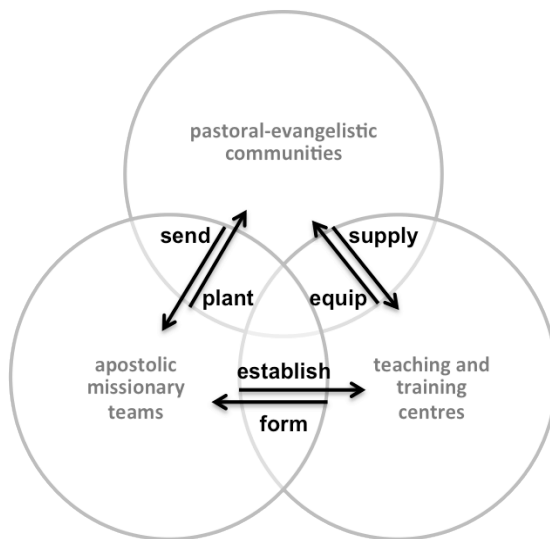 pastoral-evangelistic
communities
send
supply
plant
equip
apostolic
missionary
teams
establish
form
teaching and
training
centres